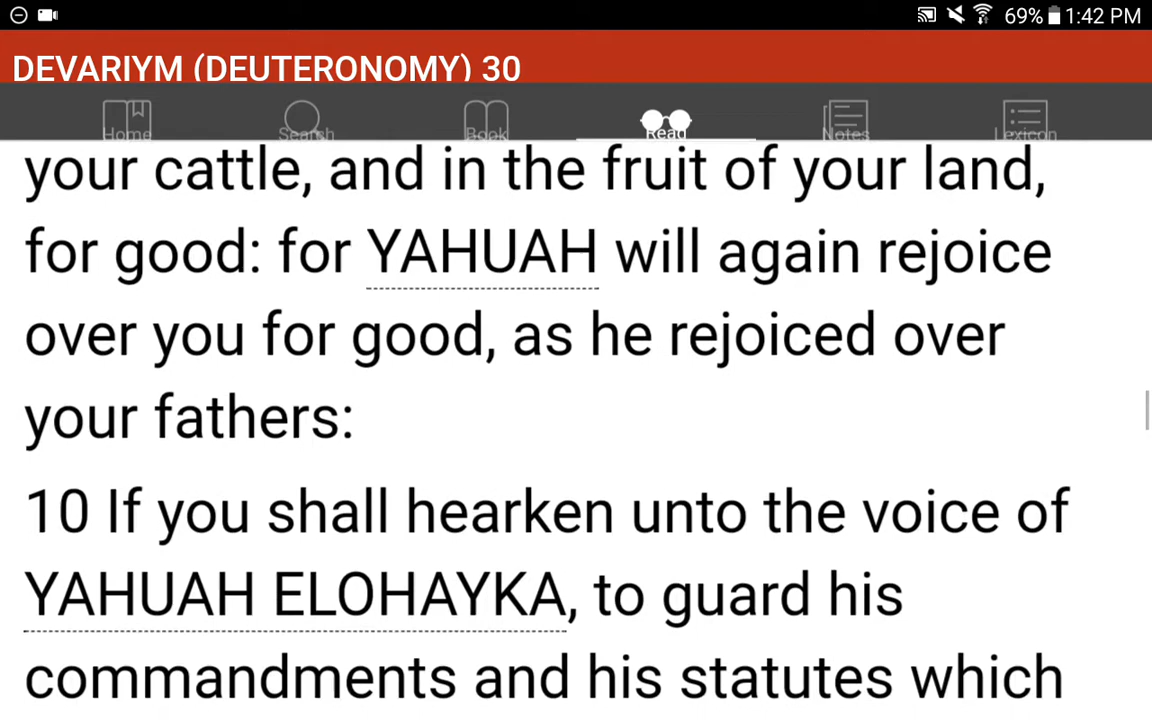 69% 1:42 PM
DEVARIYM (DEUTERONOMY) 30
Home Search Book Read Notes Lexicon
your cattle, and in the fruit of your land,
for good: for YAHUAH will again rejoice
over you for good, as he rejoiced over
your fathers:
10 If you shall hearken unto the voice of
YAHUAH ELOHAYKA, to guard his
commandments and his statutes which